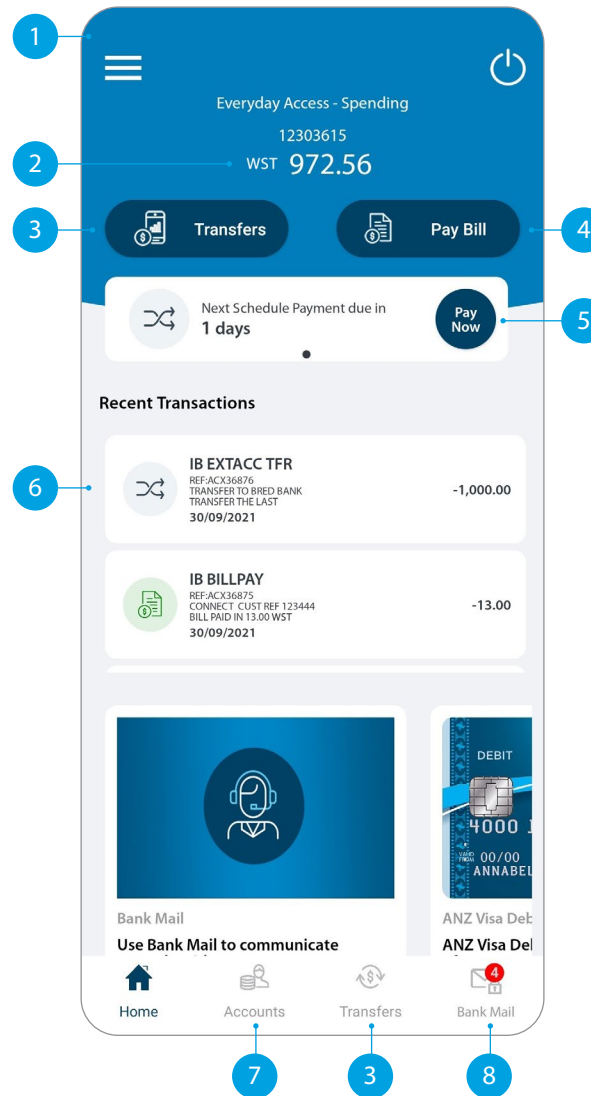 1
Everyday Access - Spending
12303615
2
WST 972.56
3
Transfers
Pay Bill
4
Next Schedule Payment due in
1 days
Pay
Now
5
Recent Transactions
6
IB EXTACC TFR
REF:ACX36876
TRANSFER TO BRED BANK
TRANSFER THE LAST
30/09/2021
-1,000.00
IB BILLPAY
REF:ACX36875
CONNECT CUST REF 123444
BILL PAID IN 13.00 WST
30/09/2021
-13.00
DEBIT
4000
VALID
FROM
00/00
ANNABEL
Bank Mail
Use Bank Mail to communicate
ANZ Visa Deb
ANZ Visa Del
4
Home
Accounts
Transfers
Bank Mail
7
3
8